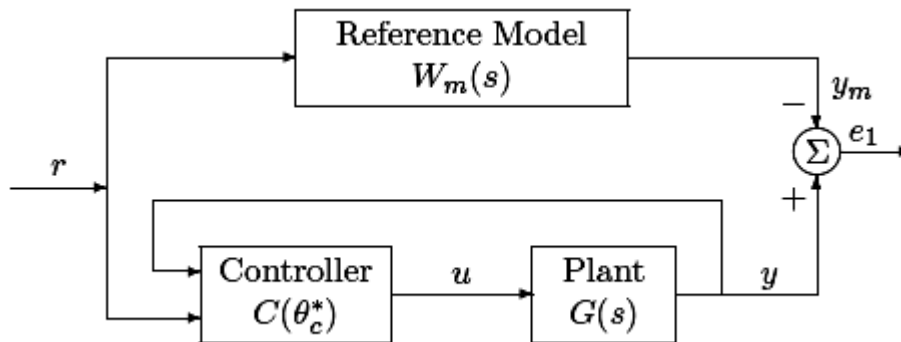 Reference Model
W_m(s)
y_m
−
e_1
Σ
r
+
Controller
C(θ_c^*)
u
Plant
G(s)
y